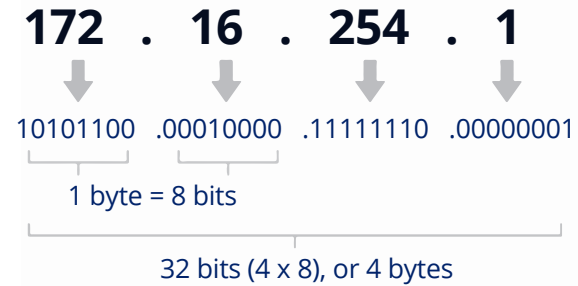 172 . 16 . 254 . 1
10101100 .00010000 .11111110 .00000001
1 byte = 8 bits
32 bits (4 x 8), or 4 bytes